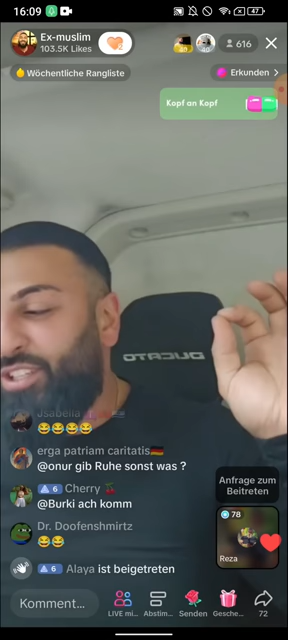 16:09
47
Ex-muslim
103.5K Likes
616
Wöchentliche Rangliste
Erkunden >
Kopf an Kopf
DUCATO
Jsabella
😂😂😂😂
erga patriam caritatis🇩🇪
@onur gib Ruhe sonst was ?
6 Cherry 🍒
@Burki ach komm
Dr. Doofenshmirtz
😂😂
6 Alaya ist beigetreten
Anfrage zum
Beitreten
78
Reza
Komment...
LIVE mi...
Abstim...
Senden
Gesche...
72